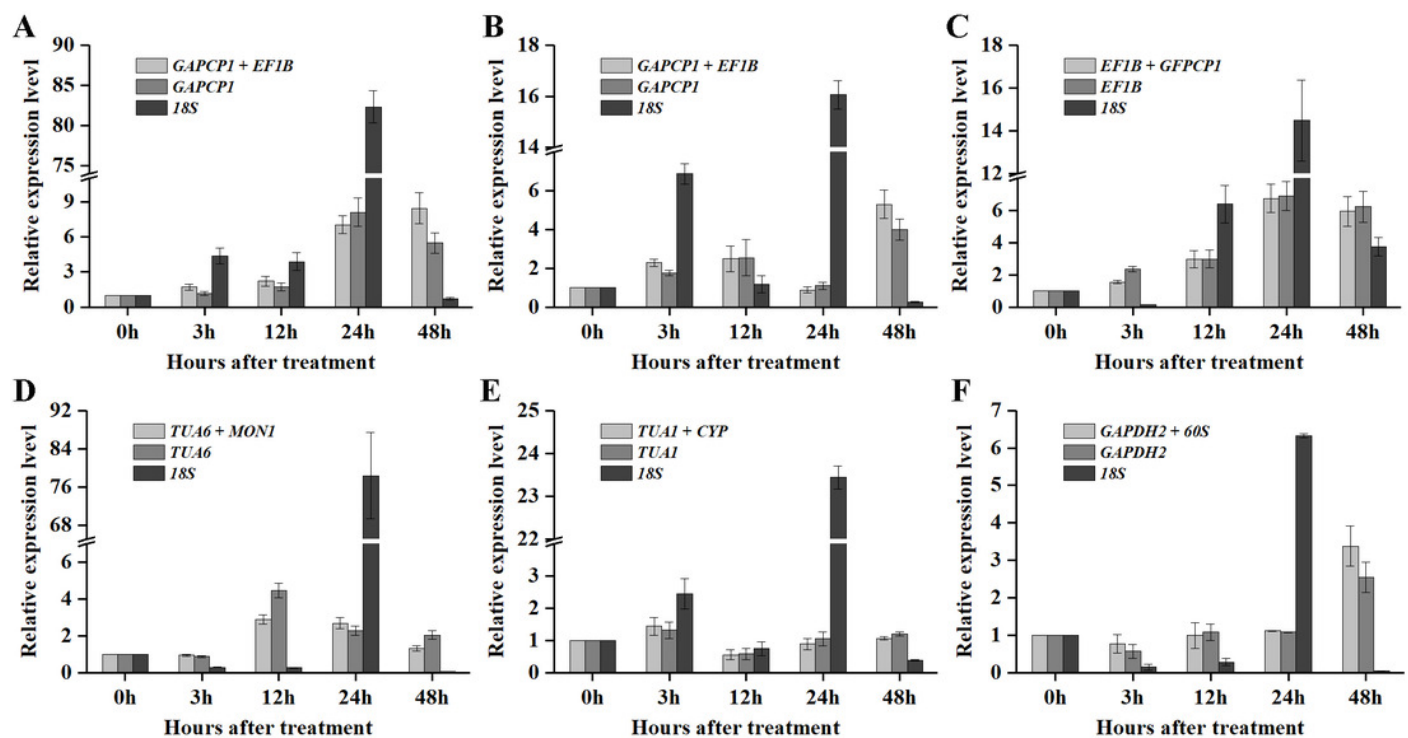 A
Relative expression levevl
90
85
80
75
9
6
3
0
GAPCP1 + EF1B
GAPCP1
18S
0h 3h 12h 24h 48h
Hours after treatment
B
Relative expression levevl
18
16
14
6
4
2
0
GAPCP1 + EF1B
GAPCP1
18S
0h 3h 12h 24h 48h
Hours after treatment
C
Relative expression levevl
18
16
14
12
6
4
2
0
EF1B + GFPCP1
EF1B
18S
0h 3h 12h 24h 48h
Hours after treatment
D
Relative expression levevl
92
84
76
68
6
4
2
0
TUA6 + MON1
TUA6
18S
0h 3h 12h 24h 48h
Hours after treatment
E
Relative expression levevl
25
24
23
22
3
2
1
0
TUA1 + CYP
TUA1
18S
0h 3h 12h 24h 48h
Hours after treatment
F
Relative expression levevl
7
6
5
4
3
2
1
0
GAPDH2 + 60S
GAPDH2
18S
0h 3h 12h 24h 48h
Hours after treatment